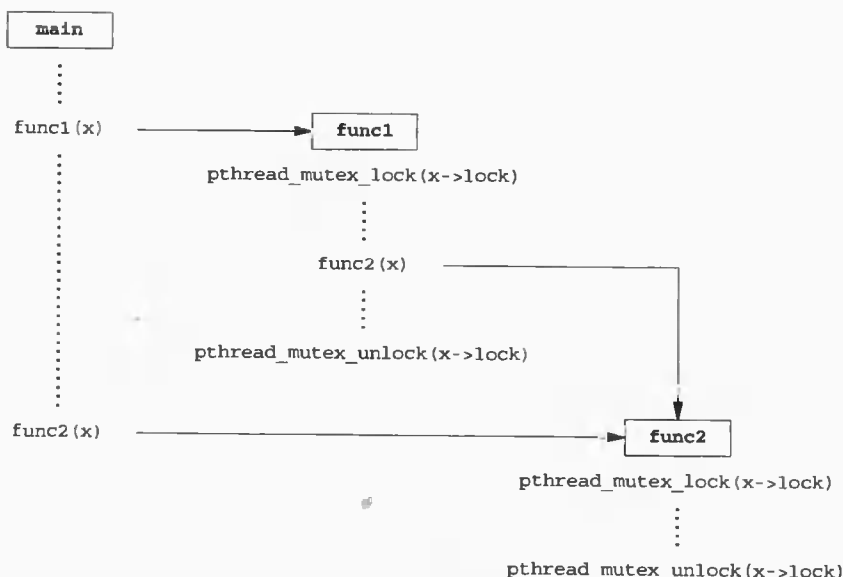 main
func1(x)
func1
pthread_mutex_lock(x->lock)
func2(x)
pthread_mutex_unlock(x->lock)
func2(x)
func2
pthread_mutex_lock(x->lock)
pthread_mutex_unlock(x->lock)